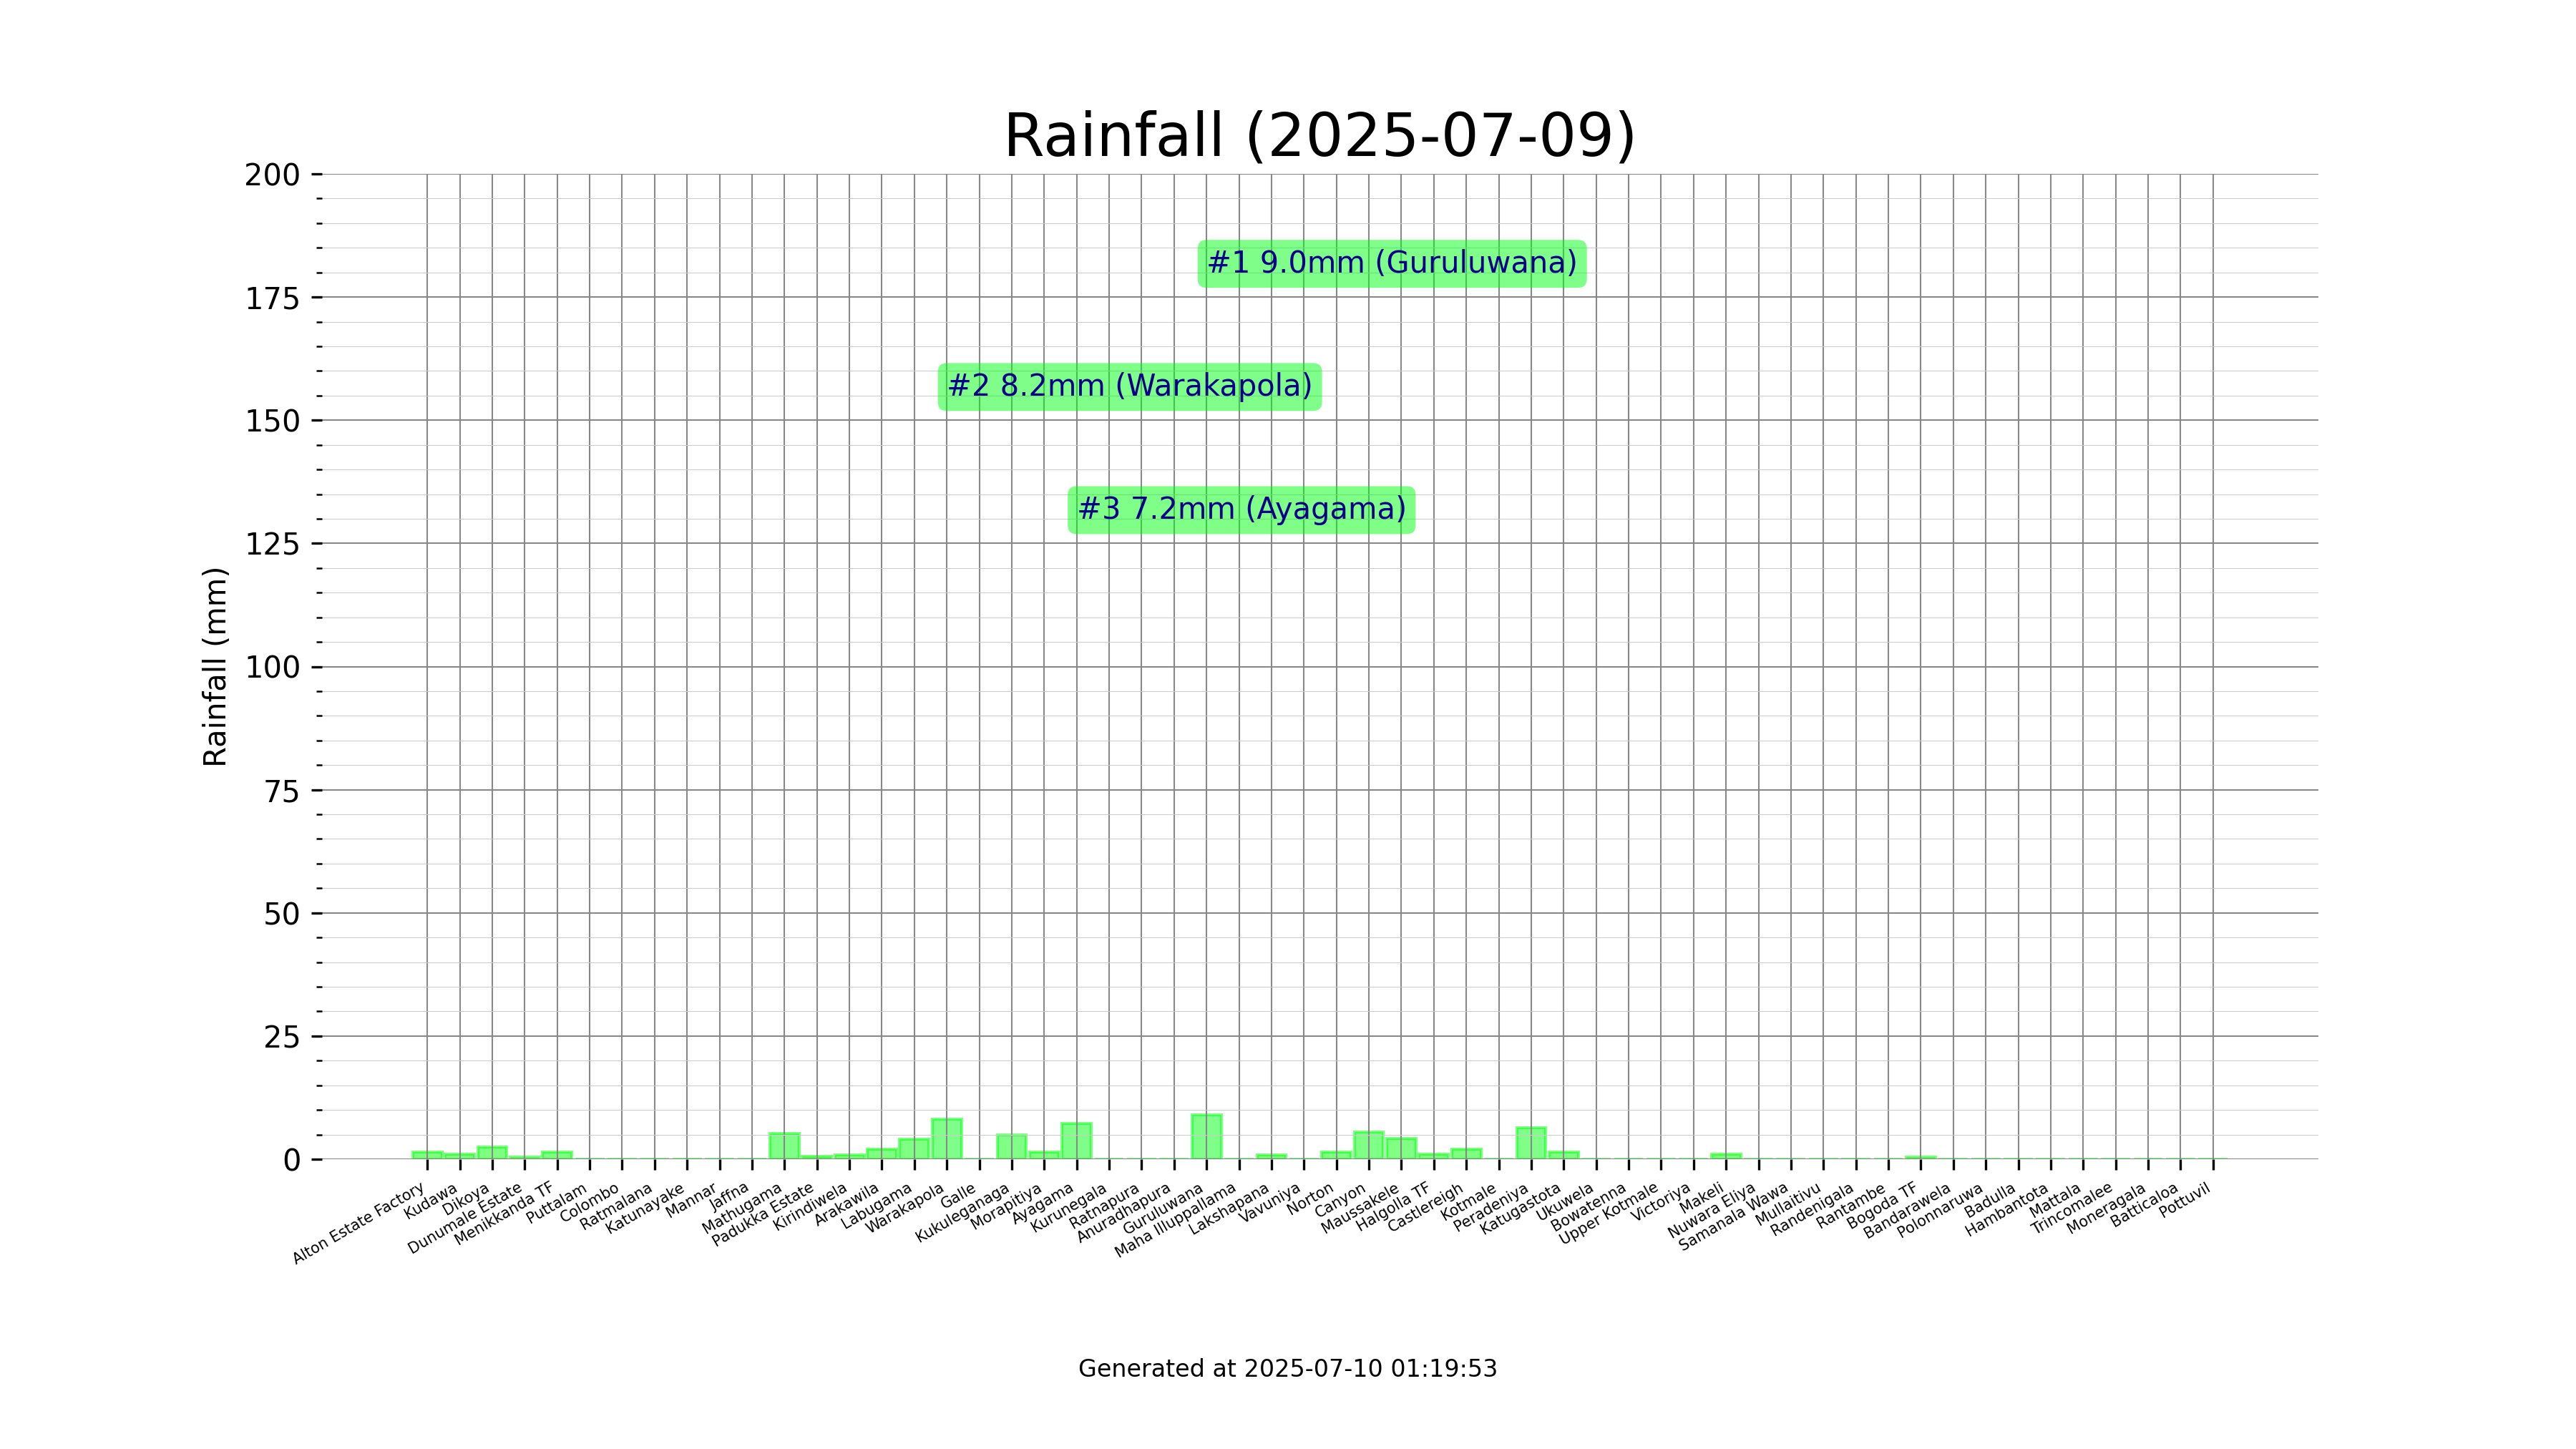 Rainfall (2025-07-09)
200
175
150
125
100
75
50
25
0
Rainfall (mm)
#1 9.0mm (Guruluwana)
#2 8.2mm (Warakapola)
#3 7.2mm (Ayagama)
Alton Estate Factory
Kudawa
Dikoya
Dunumale Estate
Menikkanda TF
Puttalam
Colombo
Ratmalana
Katunayake
Mannar
Jaffna
Mathugama
Padukka Estate
Kirindiwela
Arakawila
Labugama
Warakapola
Galle
Kukuleganaga
Morapitiya
Ayagama
Kurunegala
Ratnapura
Anuradhapura
Guruluwana
Maha Illuppallama
Lakshapana
Vavuniya
Norton
Canyon
Maussakele
Halgolla TF
Castlereigh
Kotmale
Peradeniya
Katugastota
Ukuwela
Bowatenna
Upper Kotmale
Victoriya
Makeli
Nuwara Eliya
Samanala Wawa
Mullaitivu
Randenigala
Rantambe
Bogoda TF
Bandarawela
Polonnaruwa
Badulla
Hambantota
Mattala
Trincomalee
Moneragala
Batticaloa
Pottuvil
Generated at 2025-07-10 01:19:53